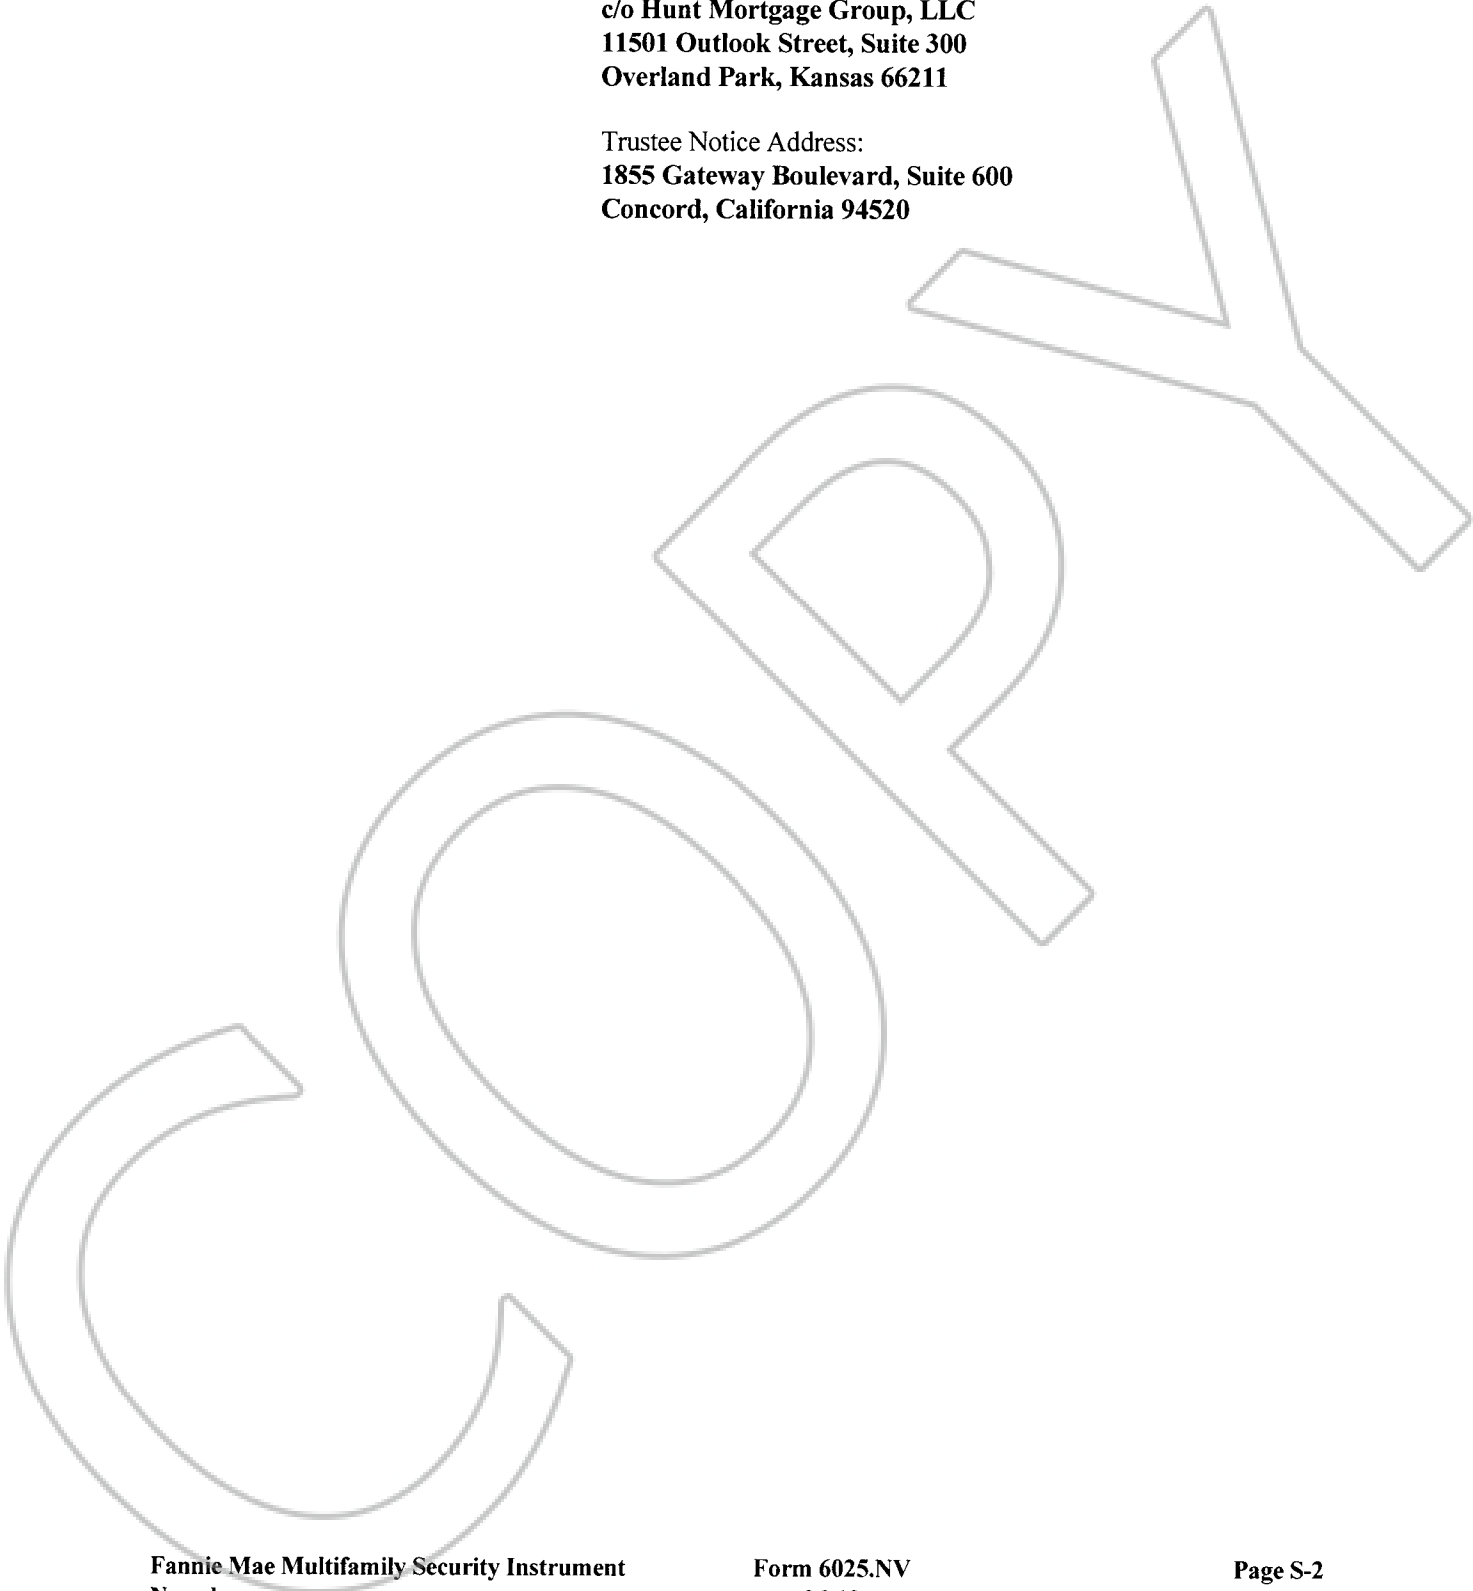 c/o Hunt Mortgage Group, LLC
11501 Outlook Street, Suite 300
Overland Park, Kansas 66211
Trustee Notice Address:
1855 Gateway Boulevard, Suite 600
Concord, California 94520
COPY
Fannie Mae Multifamily Security Instrument Form 6025.NV Page S-2